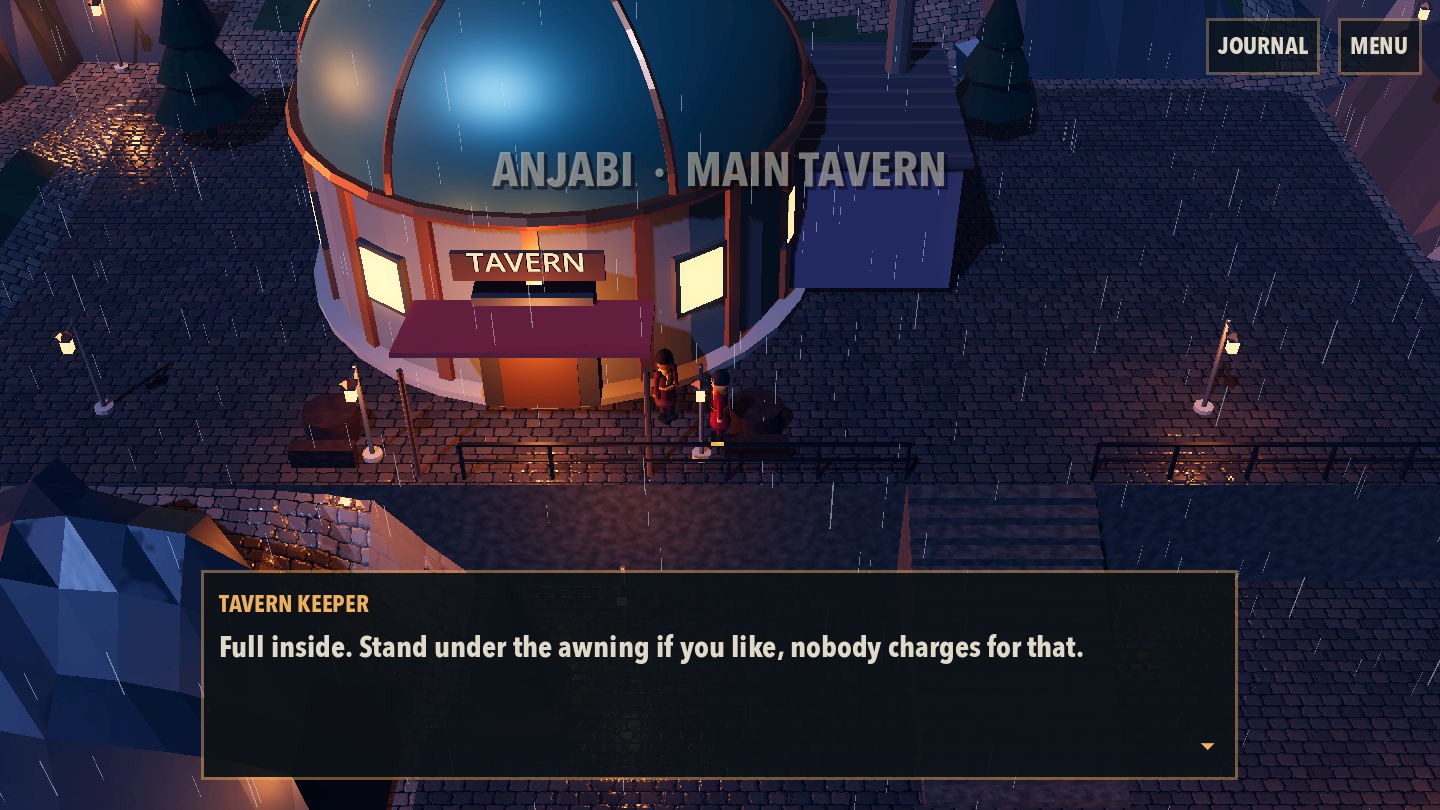 JOURNAL
MENU
ANJABI · MAIN TAVERN
TAVERN
TAVERN KEEPER
Full inside. Stand under the awning if you like, nobody charges for that.